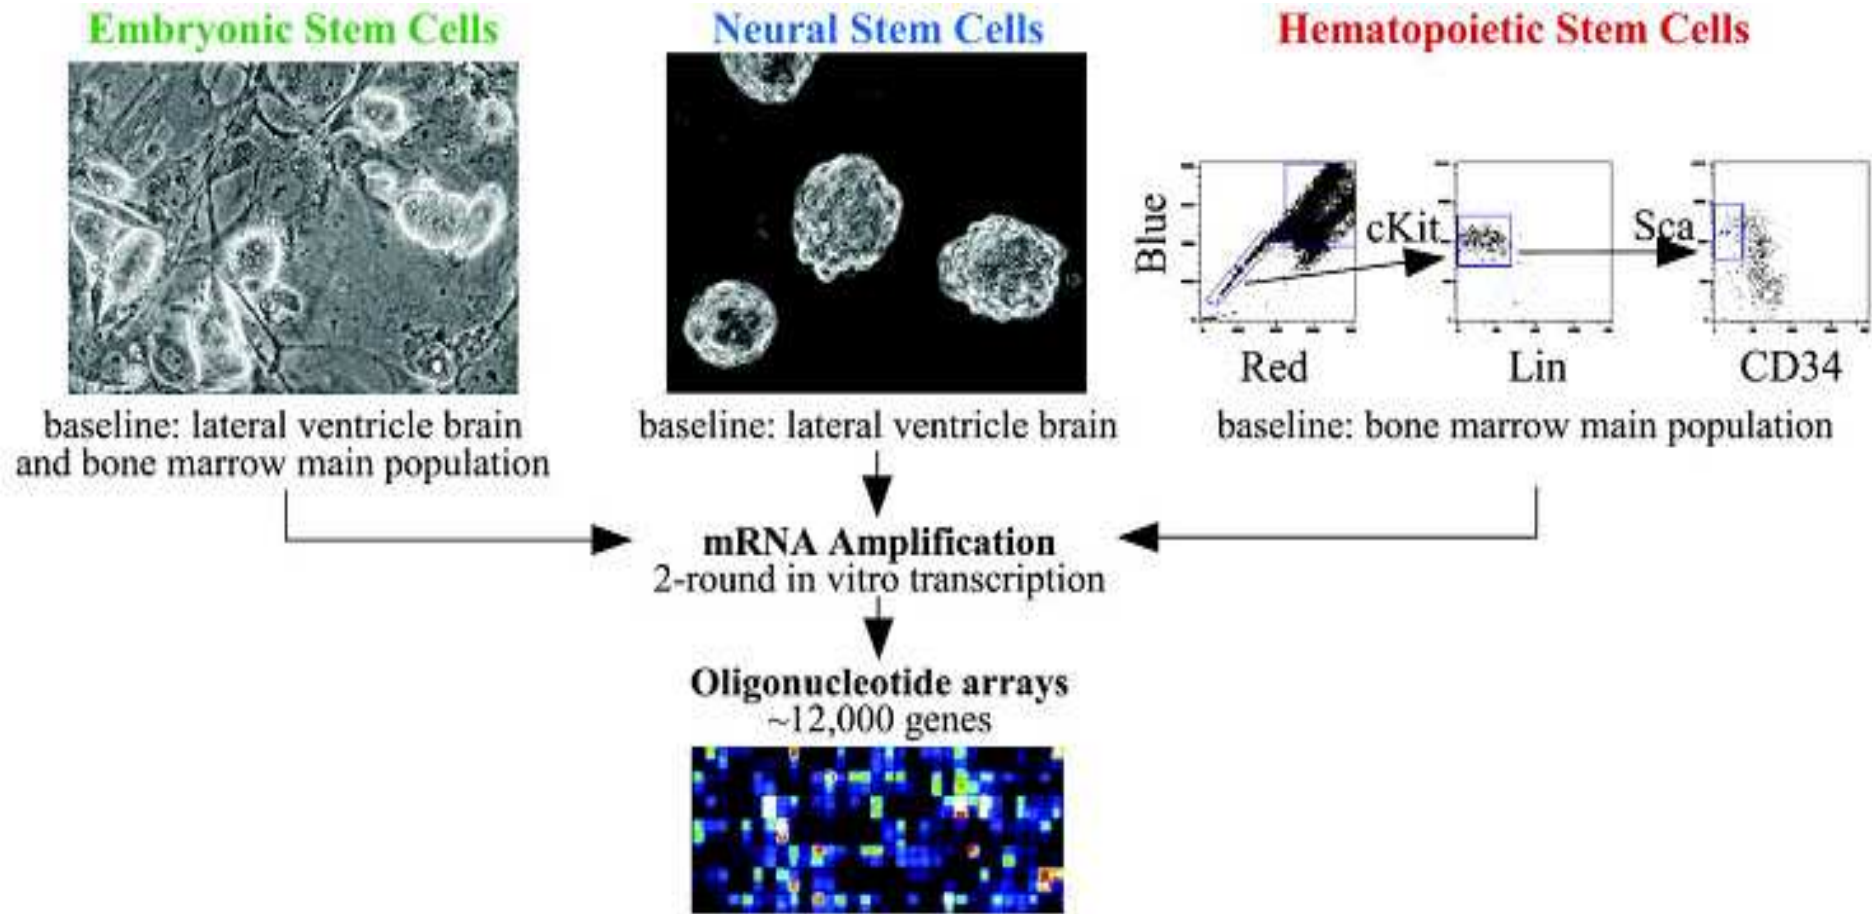 Embryonic Stem Cells
Neural Stem Cells
Hematopoietic Stem Cells
Blue
cKit
Sca
Red
Lin
CD34
baseline: lateral ventricle brain
and bone marrow main population
baseline: lateral ventricle brain
baseline: bone marrow main population
mRNA Amplification
2-round in vitro transcription
Oligonucleotide arrays
~12,000 genes